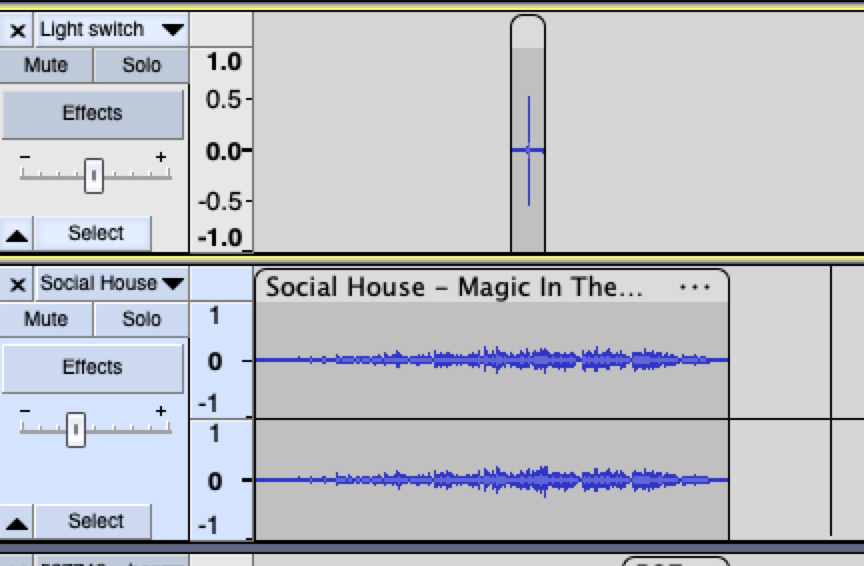 Light switch
Mute Solo
Effects
- +
Select
1.0
0.5
0.0
-0.5
-1.0
Social House
Mute Solo
Effects
- +
Select
1
0
-1
1
0
-1
Social House - Magic In The... ...